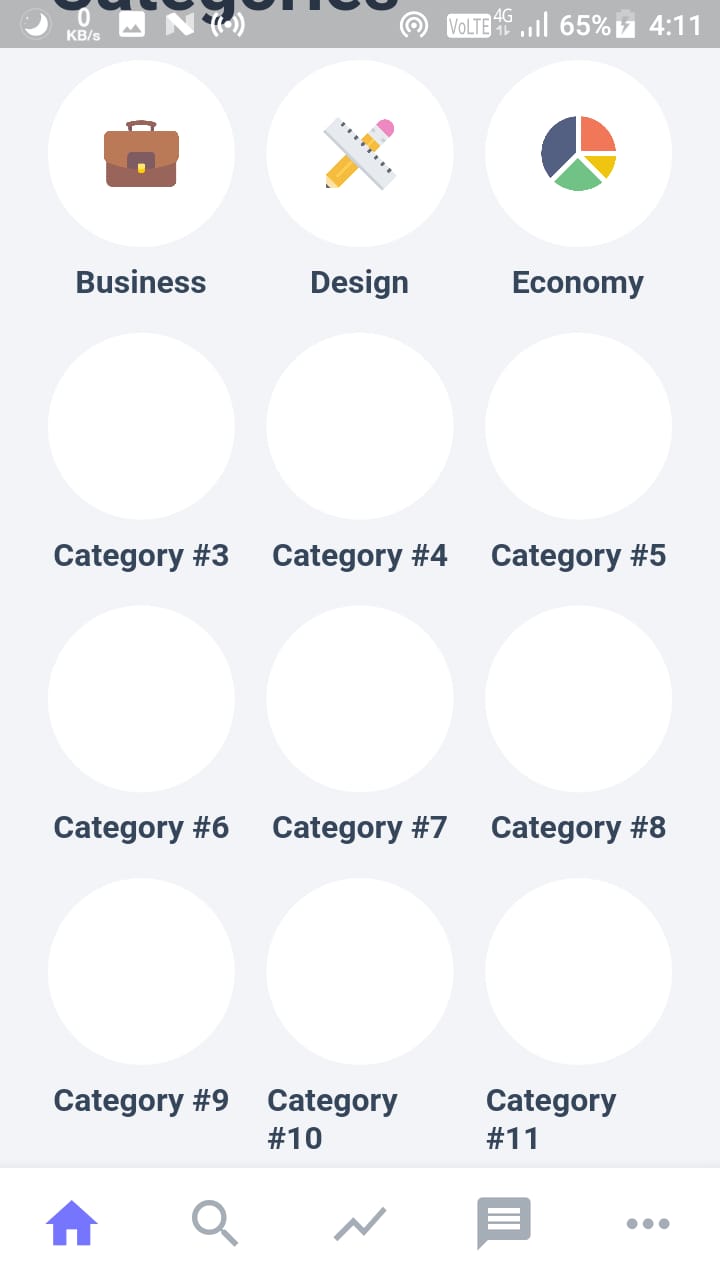 Categories
0
KB/s
VoLTE 4G 65% 4:11
Business Design Economy
Category #3 Category #4 Category #5
Category #6 Category #7 Category #8
Category #9 Category #10 Category #11